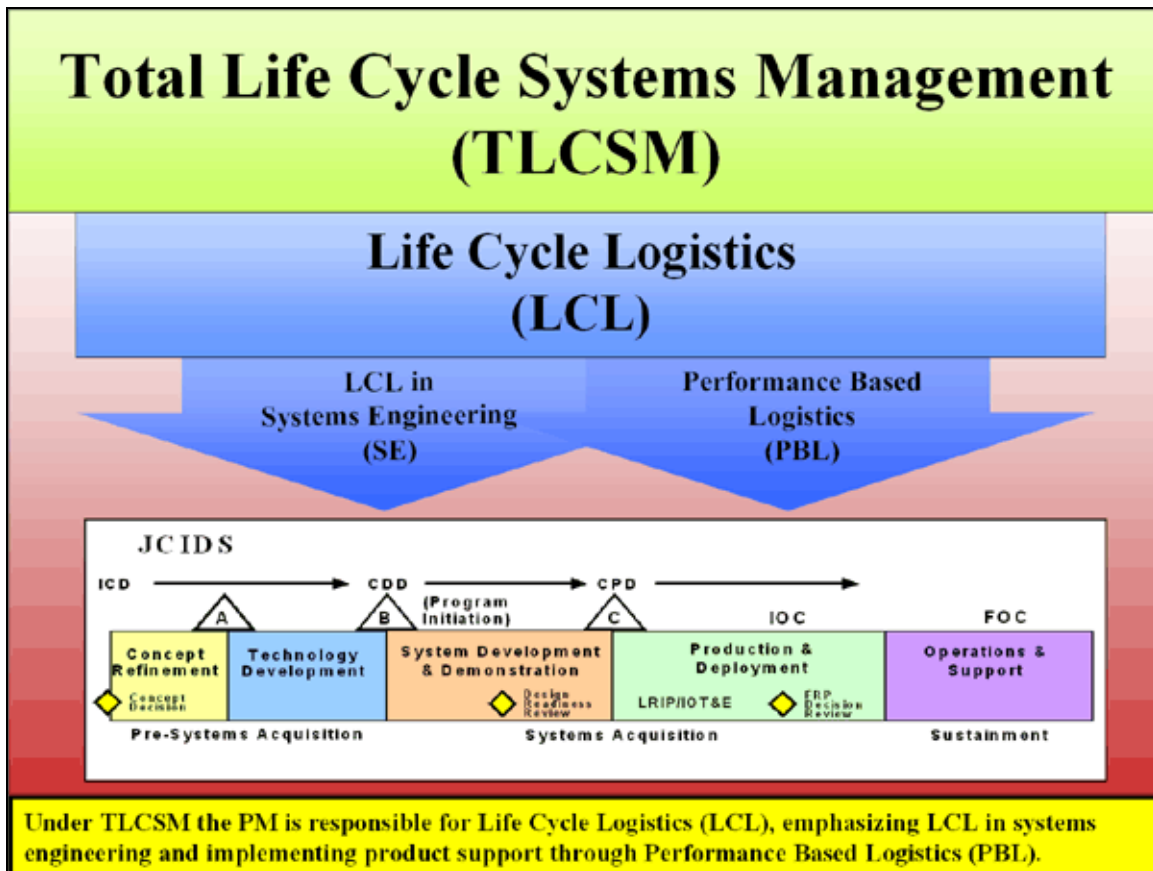 Total Life Cycle Systems Management
(TLCSM)
Life Cycle Logistics
(LCL)
LCL in
Systems Engineering
(SE)
Performance Based
Logistics
(PBL)
JCIDS
ICD
CDD
CPD
A
B
(Program
Initiation)
C
IOC
FOC
Concept
Refinement
Technology
Development
System Development
& Demonstration
Production &
Deployment
Operations &
Support
Concept
Decision
Design
Readiness
Review
LRIP/IOT&E
FRP
Decision
Review
Pre-Systems Acquisition
Systems Acquisition
Sustainment
Under TLCSM the PM is responsible for Life Cycle Logistics (LCL), emphasizing LCL in systems
engineering and implementing product support through Performance Based Logistics (PBL).